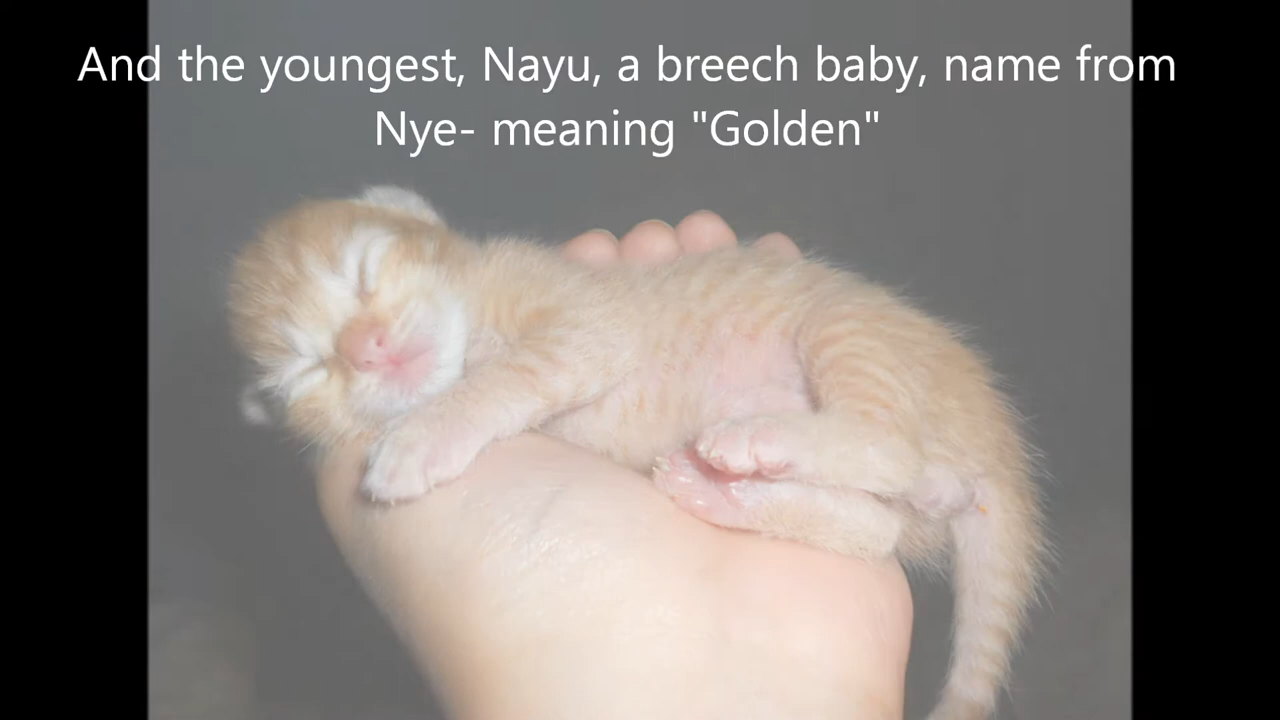 And the youngest, Nayu, a breech baby, name from
Nye- meaning "Golden"